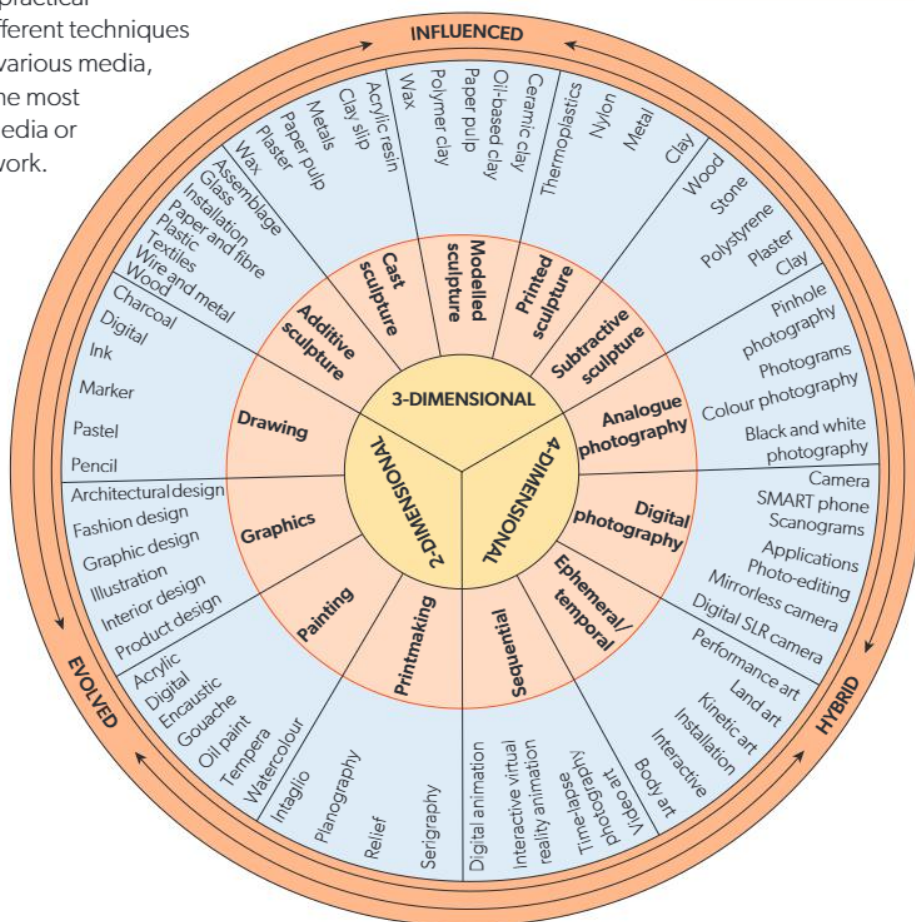 practical
fferent techniques
various media,
ne most
edia or
work.
INFLUENCED
HYBRID
EVOLVED
3-DIMENSIONAL
Additive
sculpture
Assemblage
Glass
Installation
Paper and fibre
Plastic
Textiles
Wire and metal
Wood
Cast
sculpture
Wax
Plaster
Paper pulp
Metals
Clay slip
Acrylic resin
Modelled
sculpture
Wax
Polymer clay
Paper pulp
Oil-based clay
Ceramic clay
Printed
sculpture
Thermoplastics
Nylon
Metal
Clay
Subtractive
sculpture
Wood
Stone
Polystyrene
Plaster
Clay
4-DIMENSIONAL
Analogue
photography
Pinhole
photography
Photograms
Colour photography
Black and white
photography
Digital
photography
Camera
SMART phone
Scanograms
Applications
Photo-editing
Mirrorless camera
Digital SLR camera
Ephemeral/
temporal
Performance art
Land art
Kinetic art
Installation
Interactive
Body art
Sequential
Digital animation
Interactive virtual
reality animation
Time-lapse
photography
Video art
2-DIMENSIONAL
Printmaking
Intaglio
Planography
Relief
Serigraphy
Painting
Acrylic
Digital
Encaustic
Gouache
Oil paint
Tempera
Watercolour
Graphics
Architectural design
Fashion design
Graphic design
Illustration
Interior design
Product design
Drawing
Charcoal
Digital
Ink
Marker
Pastel
Pencil